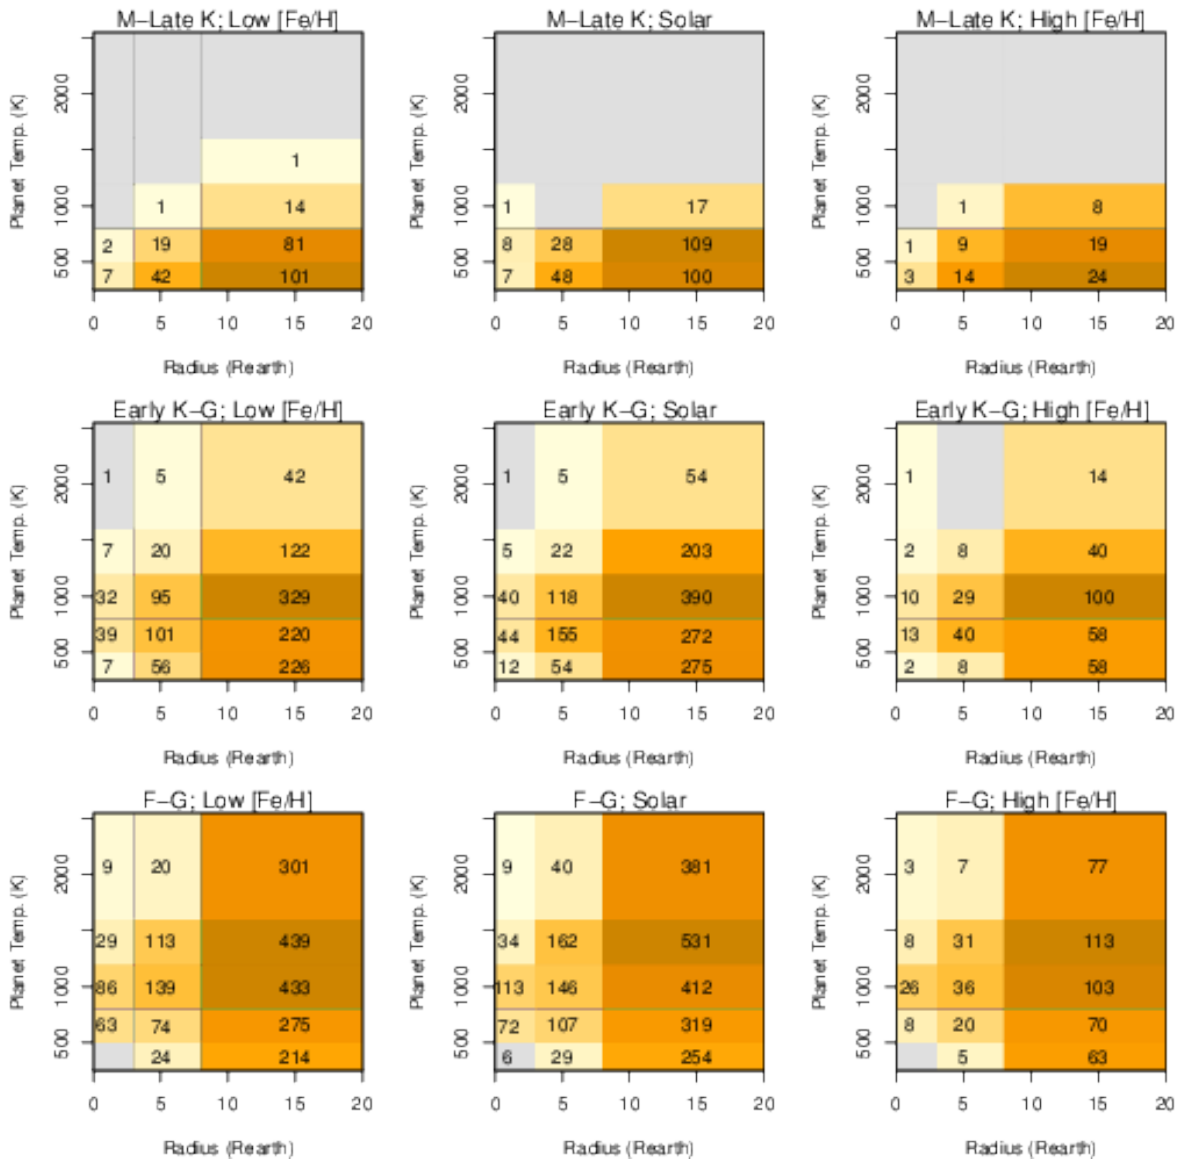 M–Late K; Low [Fe/H]
Planet Temp. (K)
2000
1000
500
1
1 14
2 19 81
7 42 101
0 5 10 15 20
Radius (Rearth)
M–Late K; Solar
Planet Temp. (K)
2000
1000
500
1 17
8 28 109
7 48 100
0 5 10 15 20
Radius (Rearth)
M–Late K; High [Fe/H]
Planet Temp. (K)
2000
1000
500
1 8
1 9 19
3 14 24
0 5 10 15 20
Radius (Rearth)
Early K–G; Low [Fe/H]
Planet Temp. (K)
2000
1000
500
1 5 42
7 20 122
32 95 329
39 101 220
7 56 226
0 5 10 15 20
Radius (Rearth)
Early K–G; Solar
Planet Temp. (K)
2000
1000
500
1 5 54
5 22 203
40 118 390
44 155 272
12 54 275
0 5 10 15 20
Radius (Rearth)
Early K–G; High [Fe/H]
Planet Temp. (K)
2000
1000
500
1 14
2 8 40
10 29 100
13 40 58
2 8 58
0 5 10 15 20
Radius (Rearth)
F–G; Low [Fe/H]
Planet Temp. (K)
2000
1000
500
9 20 301
29 113 439
86 139 433
63 74 275
24 214
0 5 10 15 20
Radius (Rearth)
F–G; Solar
Planet Temp. (K)
2000
1000
500
9 40 381
34 162 531
113 146 412
72 107 319
6 29 254
0 5 10 15 20
Radius (Rearth)
F–G; High [Fe/H]
Planet Temp. (K)
2000
1000
500
3 7 77
8 31 113
26 36 103
8 20 70
5 63
0 5 10 15 20
Radius (Rearth)